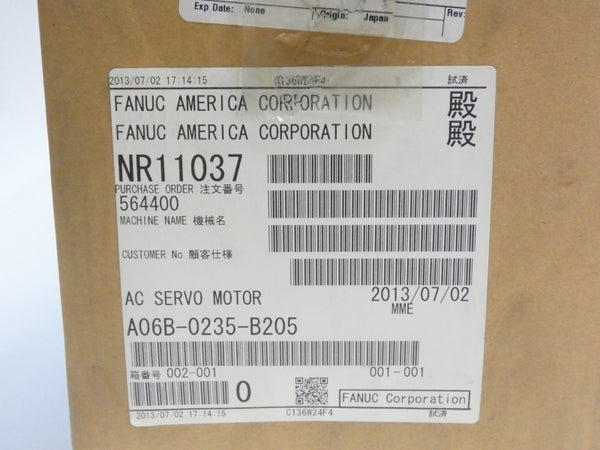 Exp Date: None
Origin: Japan
Rev:
2013/07/02 17:14:15 C136W24F4 試済
FANUC AMERICA CORPORATION 殿
FANUC AMERICA CORPORATION 殿
NR11037
PURCHASE ORDER 注文番号
564400
MACHINE NAME 機械名
CUSTOMER No 顧客仕様
AC SERVO MOTOR 2013/07/02
MME
A06B-0235-B205
箱番号 002-001 001-001
0
FANUC Corporation
2013/07/02 17:14:15 C136W24F4 試済